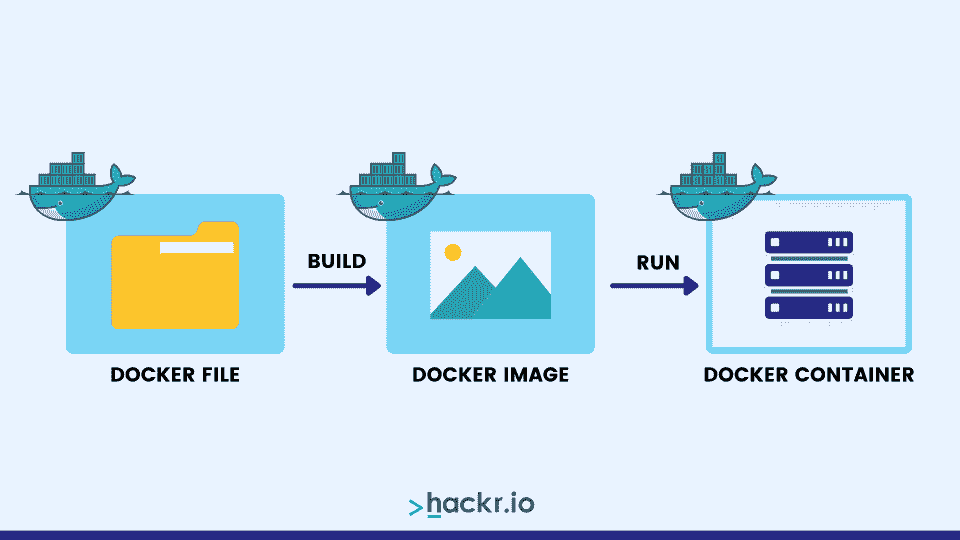 BUILD
RUN
DOCKER FILE
DOCKER IMAGE
DOCKER CONTAINER
>hackr.io